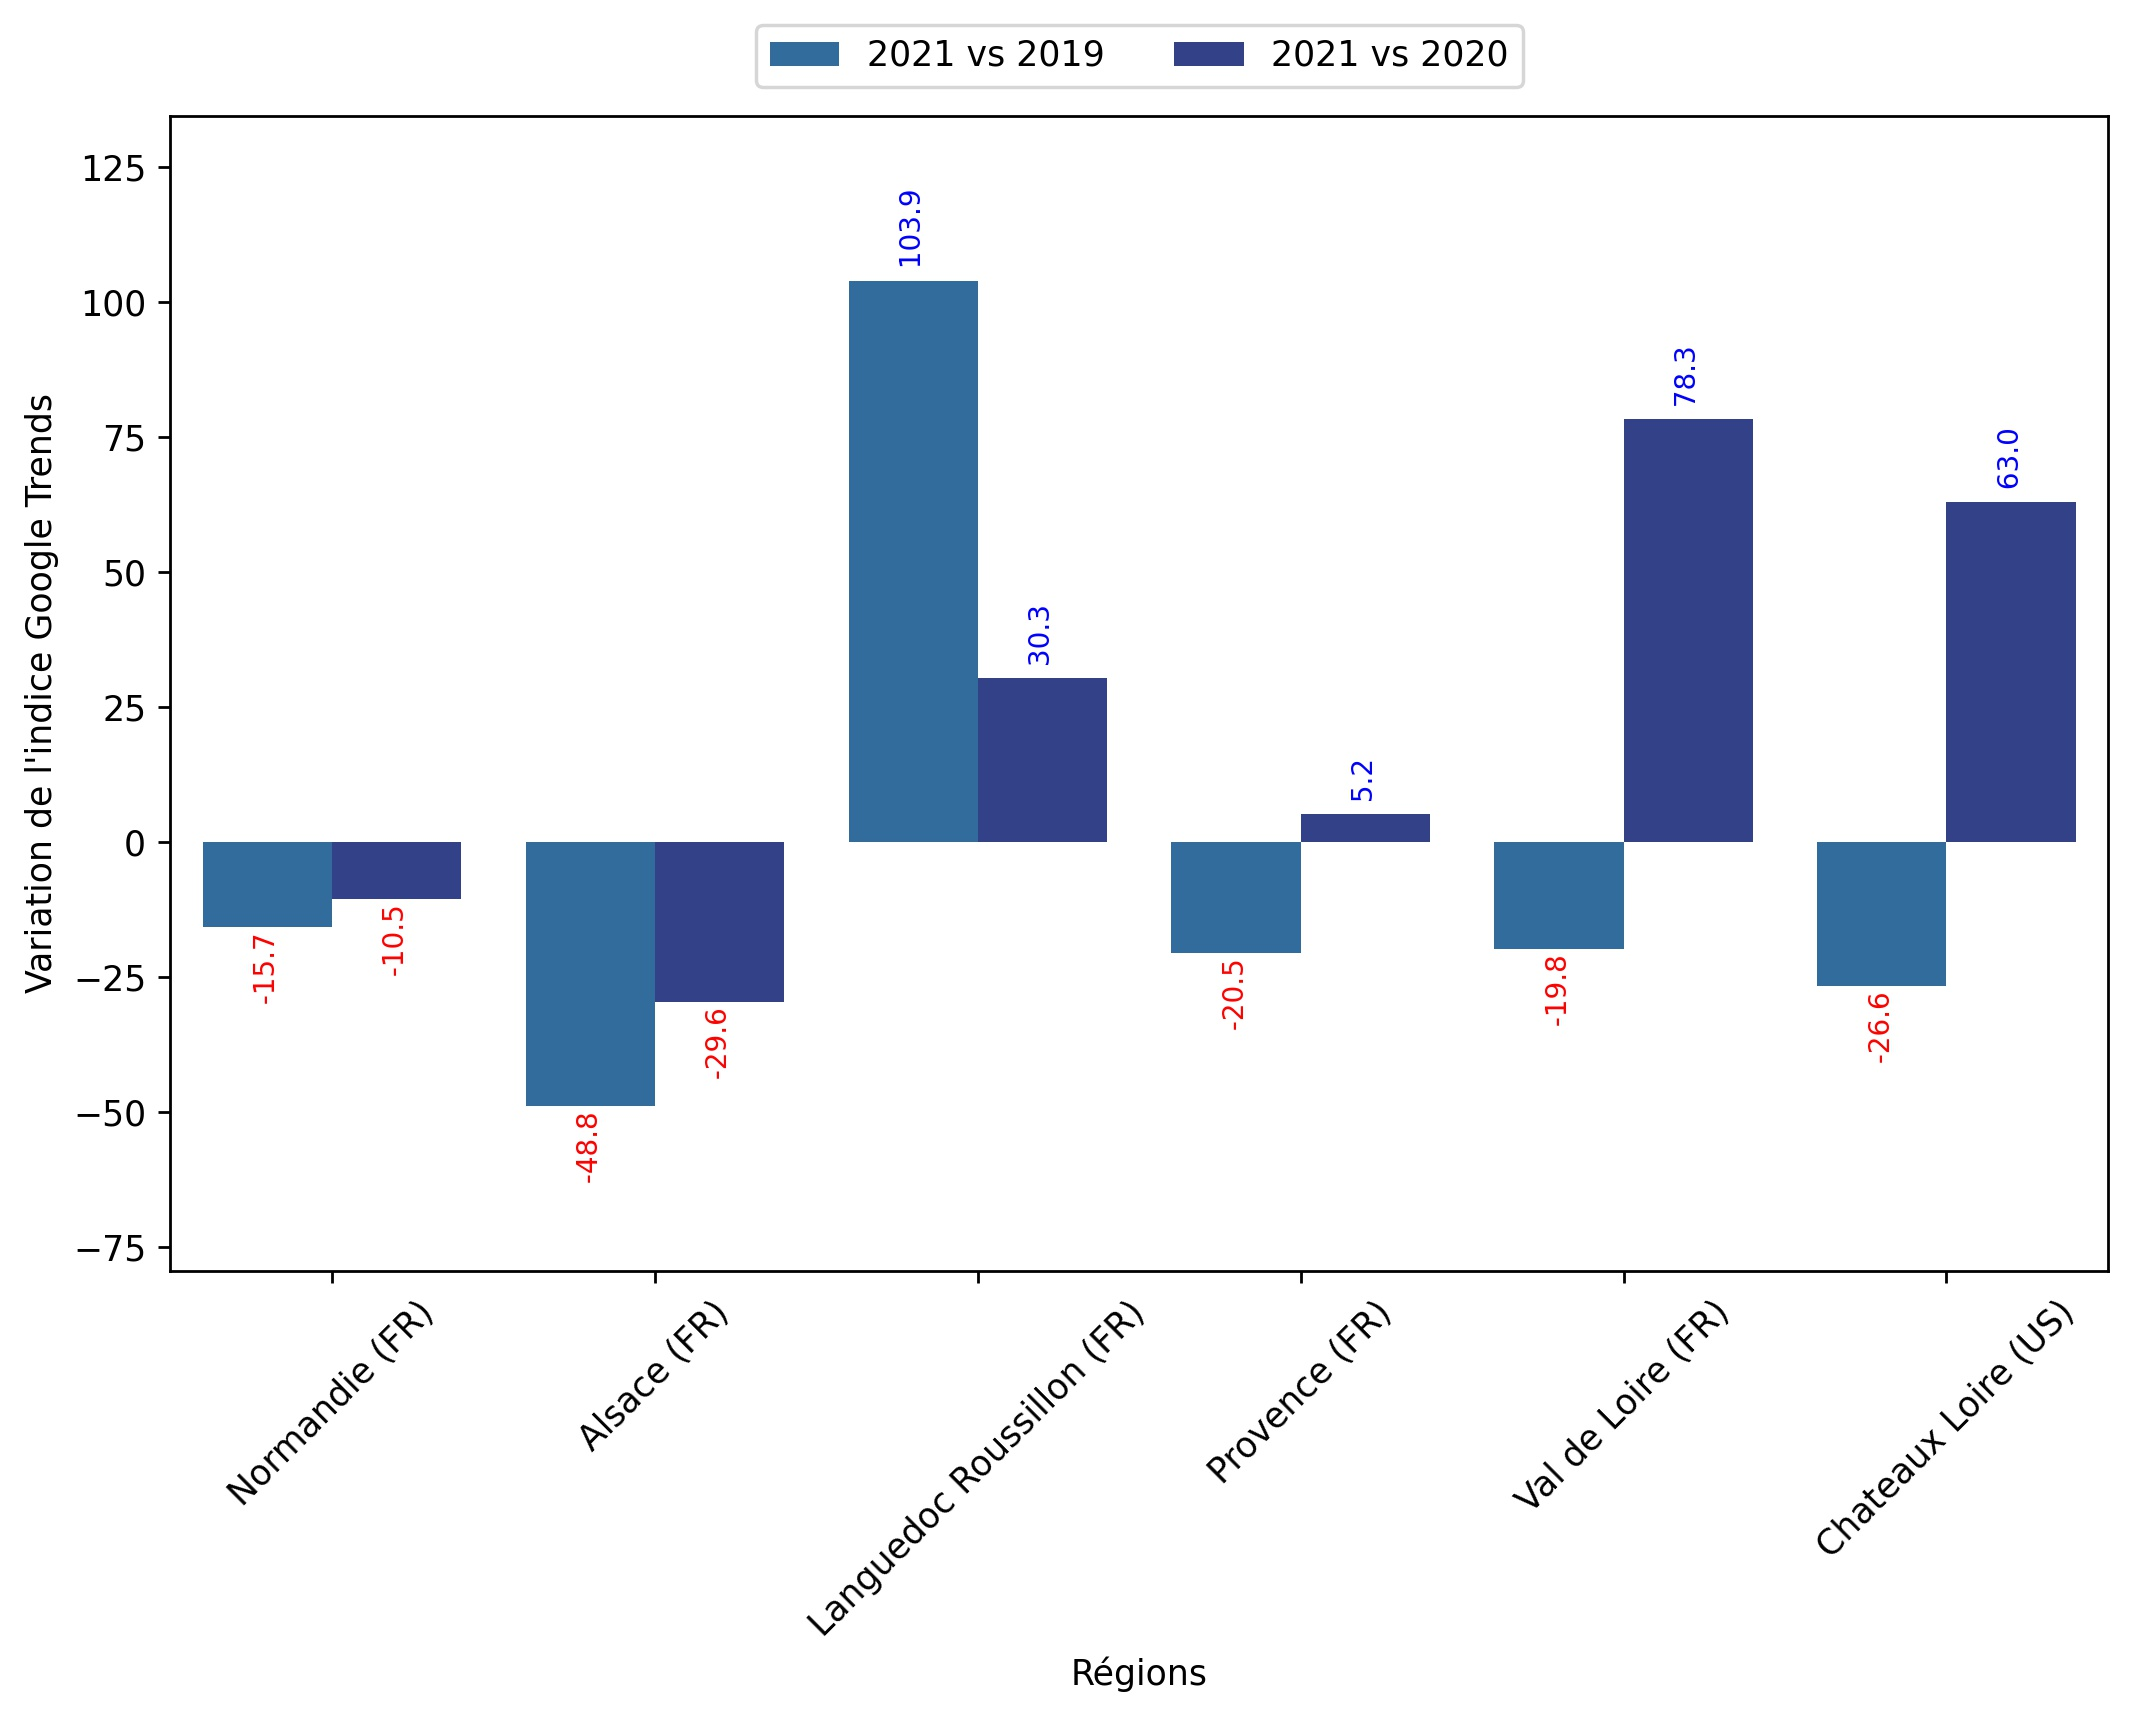 2021 vs 2019
2021 vs 2020
Variation de l'indice Google Trends
125
100
75
50
25
0
−25
−50
−75
-15.7
-10.5
-48.8
-29.6
103.9
30.3
-20.5
5.2
-19.8
78.3
-26.6
63.0
Normandie (FR)
Alsace (FR)
Languedoc Roussillon (FR)
Provence (FR)
Val de Loire (FR)
Chateaux Loire (US)
Régions